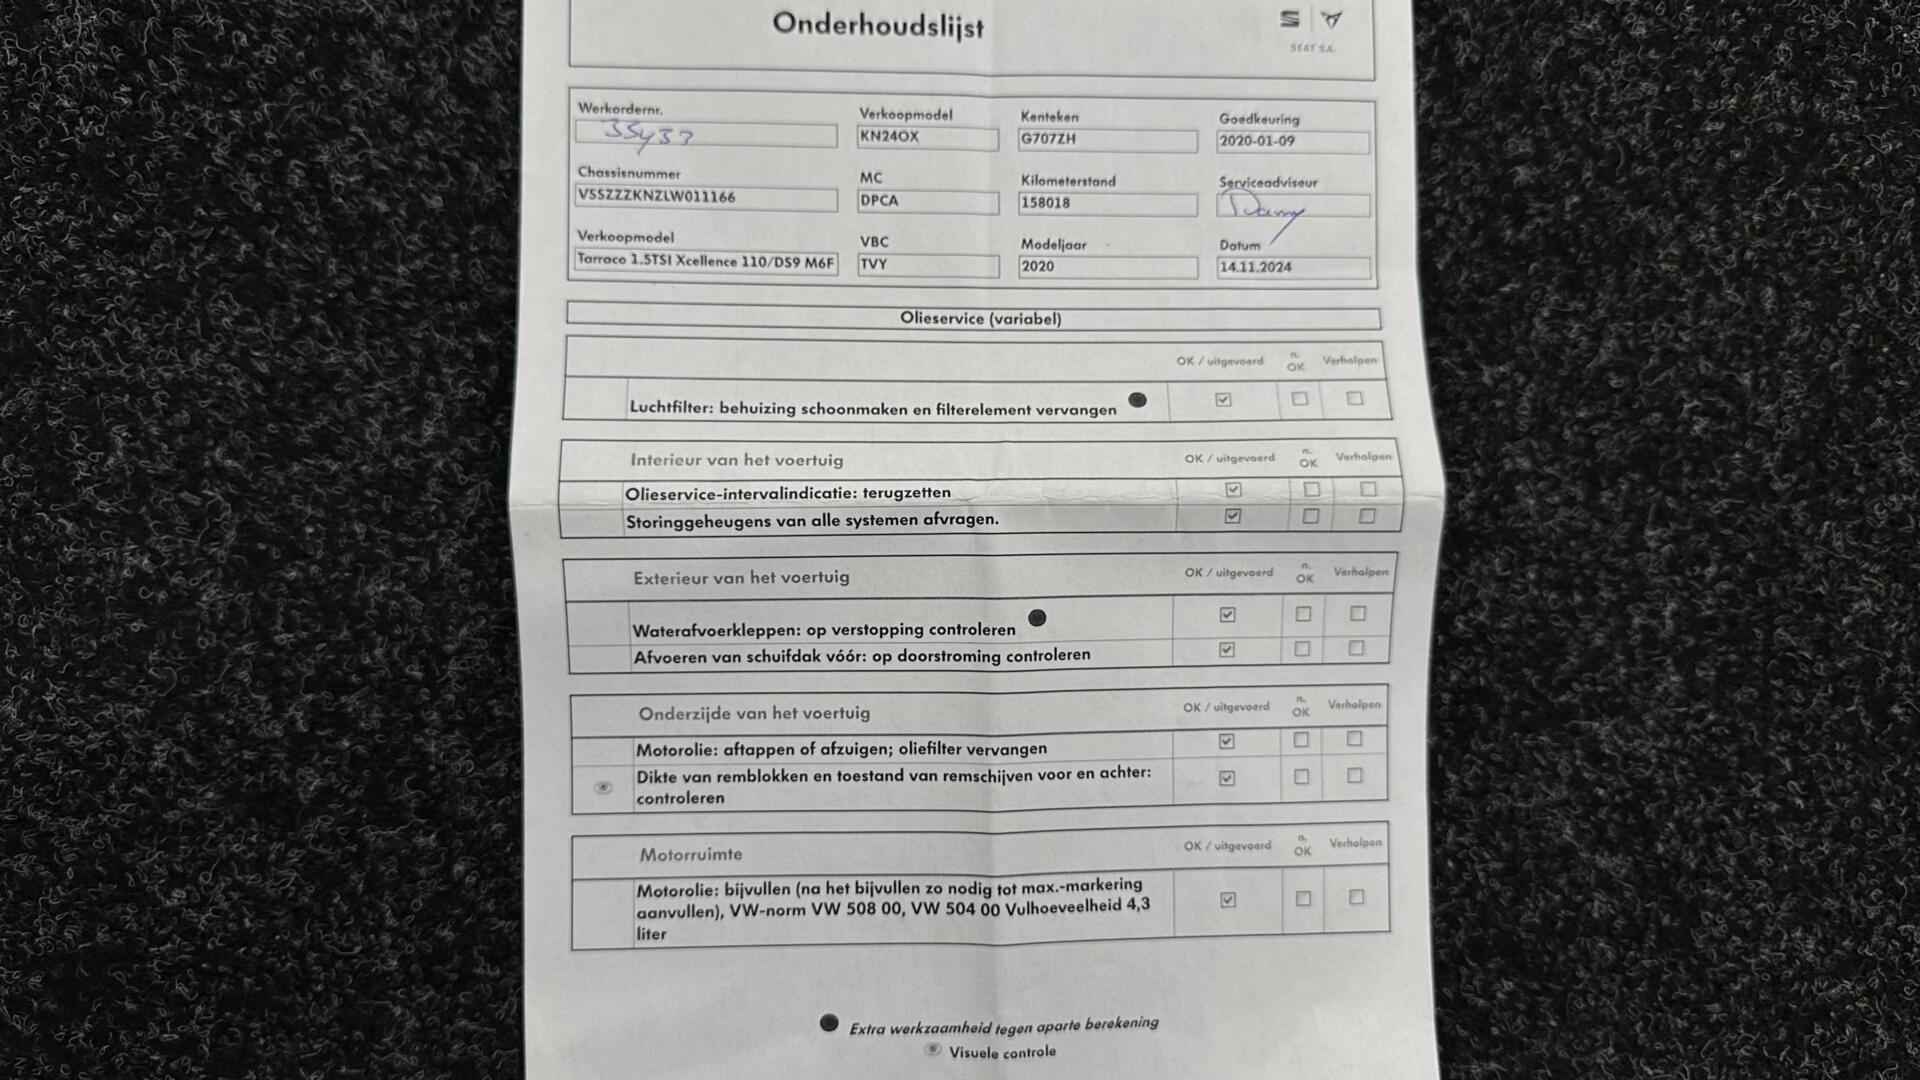 Onderhoudslijst
SEAT S.A.
Werkordernr. Verkoopmodel Kenteken Goedkeuring
KN24OX G707ZH 2020-01-09
Chassisnummer MC Kilometerstand Serviceadviseur
VSSZZZKNZLW011166 DPCA 158018
Verkoopmodel VBC Modeljaar Datum
Tarraco 1.5TSI Xcellence 110/DS9 M6F TVY 2020 14.11.2024
Olieservice (variabel)
OK / uitgevoerd n. OK Verholpen
Luchtfilter: behuizing schoonmaken en filterelement vervangen
Interieur van het voertuig OK / uitgevoerd n. OK Verholpen
Olieservice-intervalindicatie: terugzetten
Storinggeheugens van alle systemen afvragen.
Exterieur van het voertuig OK / uitgevoerd n. OK Verholpen
Waterafvoerkleppen: op verstopping controleren
Afvoeren van schuifdak vóór: op doorstroming controleren
Onderzijde van het voertuig OK / uitgevoerd n. OK Verholpen
Motorolie: aftappen of afzuigen; oliefilter vervangen
Dikte van remblokken en toestand van remschijven voor en achter:
controleren
Motorruimte OK / uitgevoerd n. OK Verholpen
Motorolie: bijvullen (na het bijvullen zo nodig tot max.-markering
aanvullen), VW-norm VW 508 00, VW 504 00 Vulhoeveelheid 4,3
liter
Extra werkzaamheid tegen aparte berekening
Visuele controle